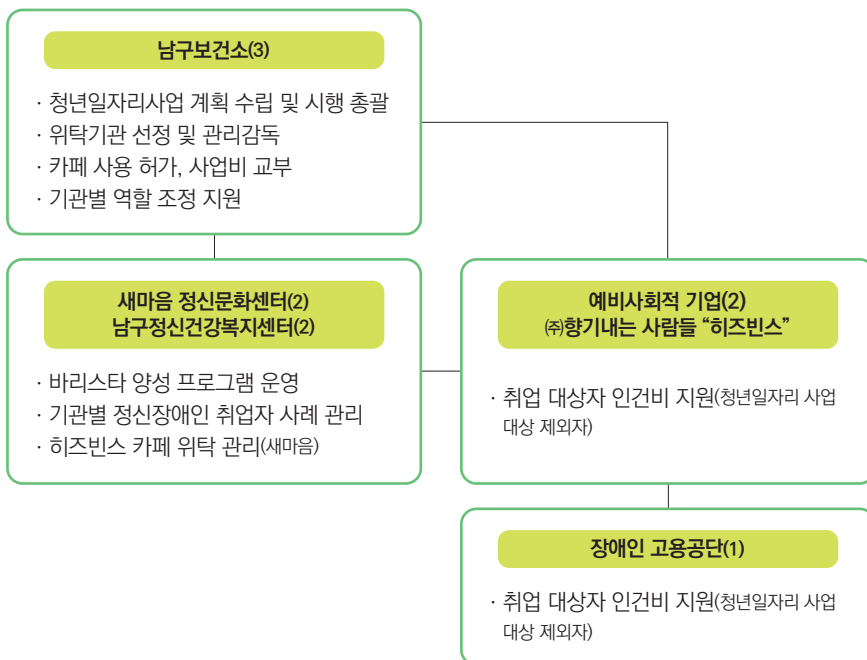 남구보건소(3)
· 청년일자리사업 계획 수립 및 시행 총괄
· 위탁기관 선정 및 관리감독
· 카페 사용 허가, 사업비 교부
· 기관별 역할 조정 지원
새마음 정신문화센터(2)
남구정신건강복지센터(2)
· 바리스타 양성 프로그램 운영
· 기관별 정신장애인 취업자 사례 관리
· 히즈빈스 카페 위탁 관리(새마음)
예비사회적 기업(2)
㈜향기내는 사람들 “히즈빈스”
· 취업 대상자 인건비 지원(청년일자리 사업
대상 제외자)
장애인 고용공단(1)
· 취업 대상자 인건비 지원(청년일자리 사업
대상 제외자)